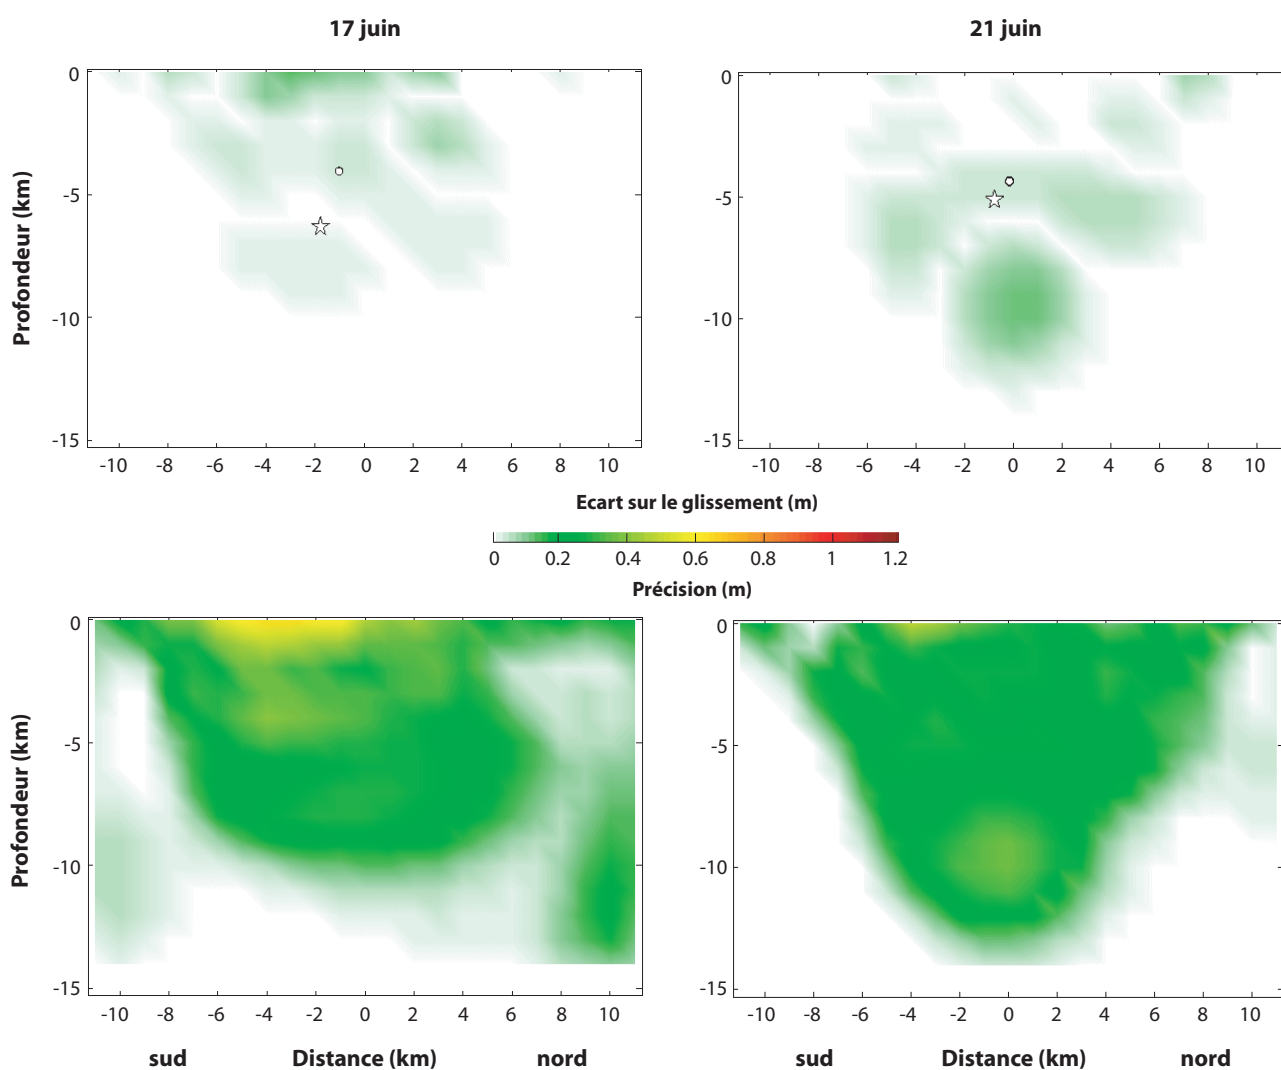 17 juin
21 juin
0
-5
-10
-15
Profondeur (km)
-10 -8 -6 -4 -2 0 2 4 6 8 10
0
-5
-10
-15
-10 -8 -6 -4 -2 0 2 4 6 8 10
Ecart sur le glissement (m)
0 0.2 0.4 0.6 0.8 1 1.2
Précision (m)
0
-5
-10
-15
Profondeur (km)
-10 -8 -6 -4 -2 0 2 4 6 8 10
sud Distance (km) nord
0
-5
-10
-15
-10 -8 -6 -4 -2 0 2 4 6 8 10
sud Distance (km) nord